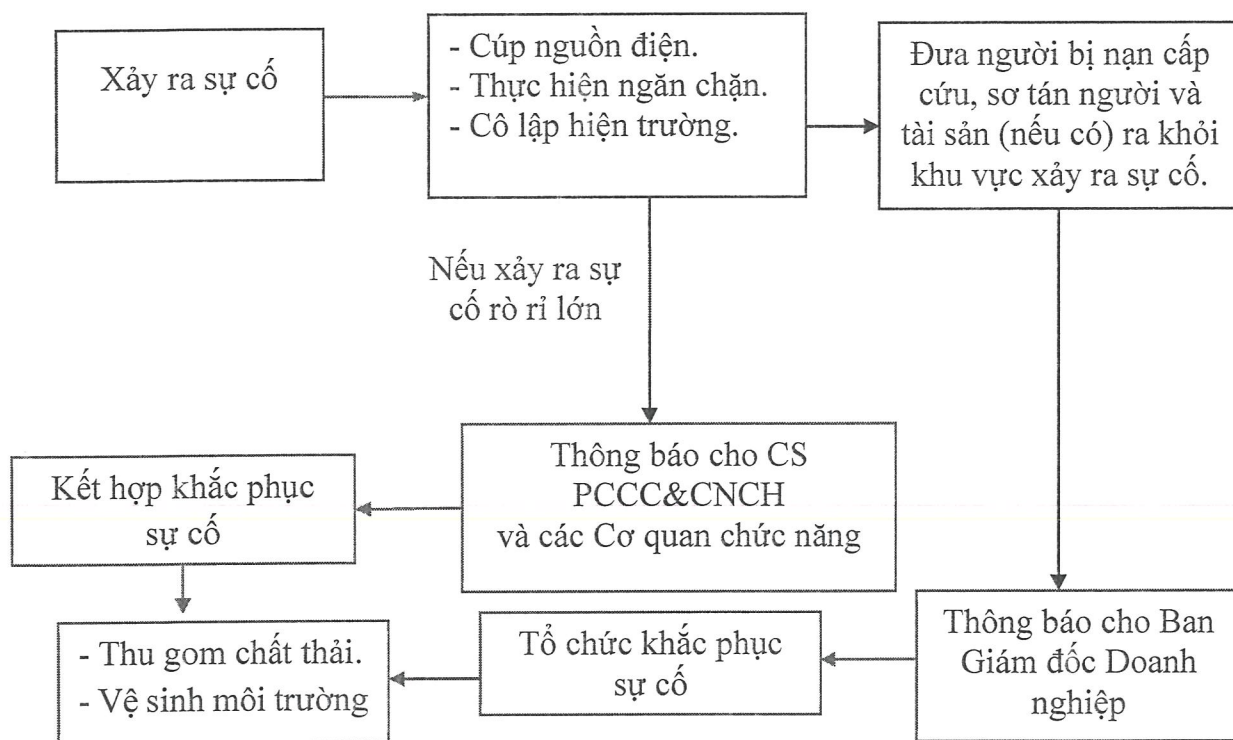 Xảy ra sự cố
- Cúp nguồn điện.
- Thực hiện ngăn chặn.
- Cô lập hiện trường.
Đưa người bị nạn cấp
cứu, sơ tán người và
tài sản (nếu có) ra khỏi
khu vực xảy ra sự cố.
Nếu xảy ra sự
cố rò rỉ lớn
Thông báo cho CS
PCCC&CNCH
và các Cơ quan chức năng
Kết hợp khắc phục
sự cố
Thông báo cho Ban
Giám đốc Doanh
nghiệp
Tổ chức khắc phục
sự cố
- Thu gom chất thải.
- Vệ sinh môi trường